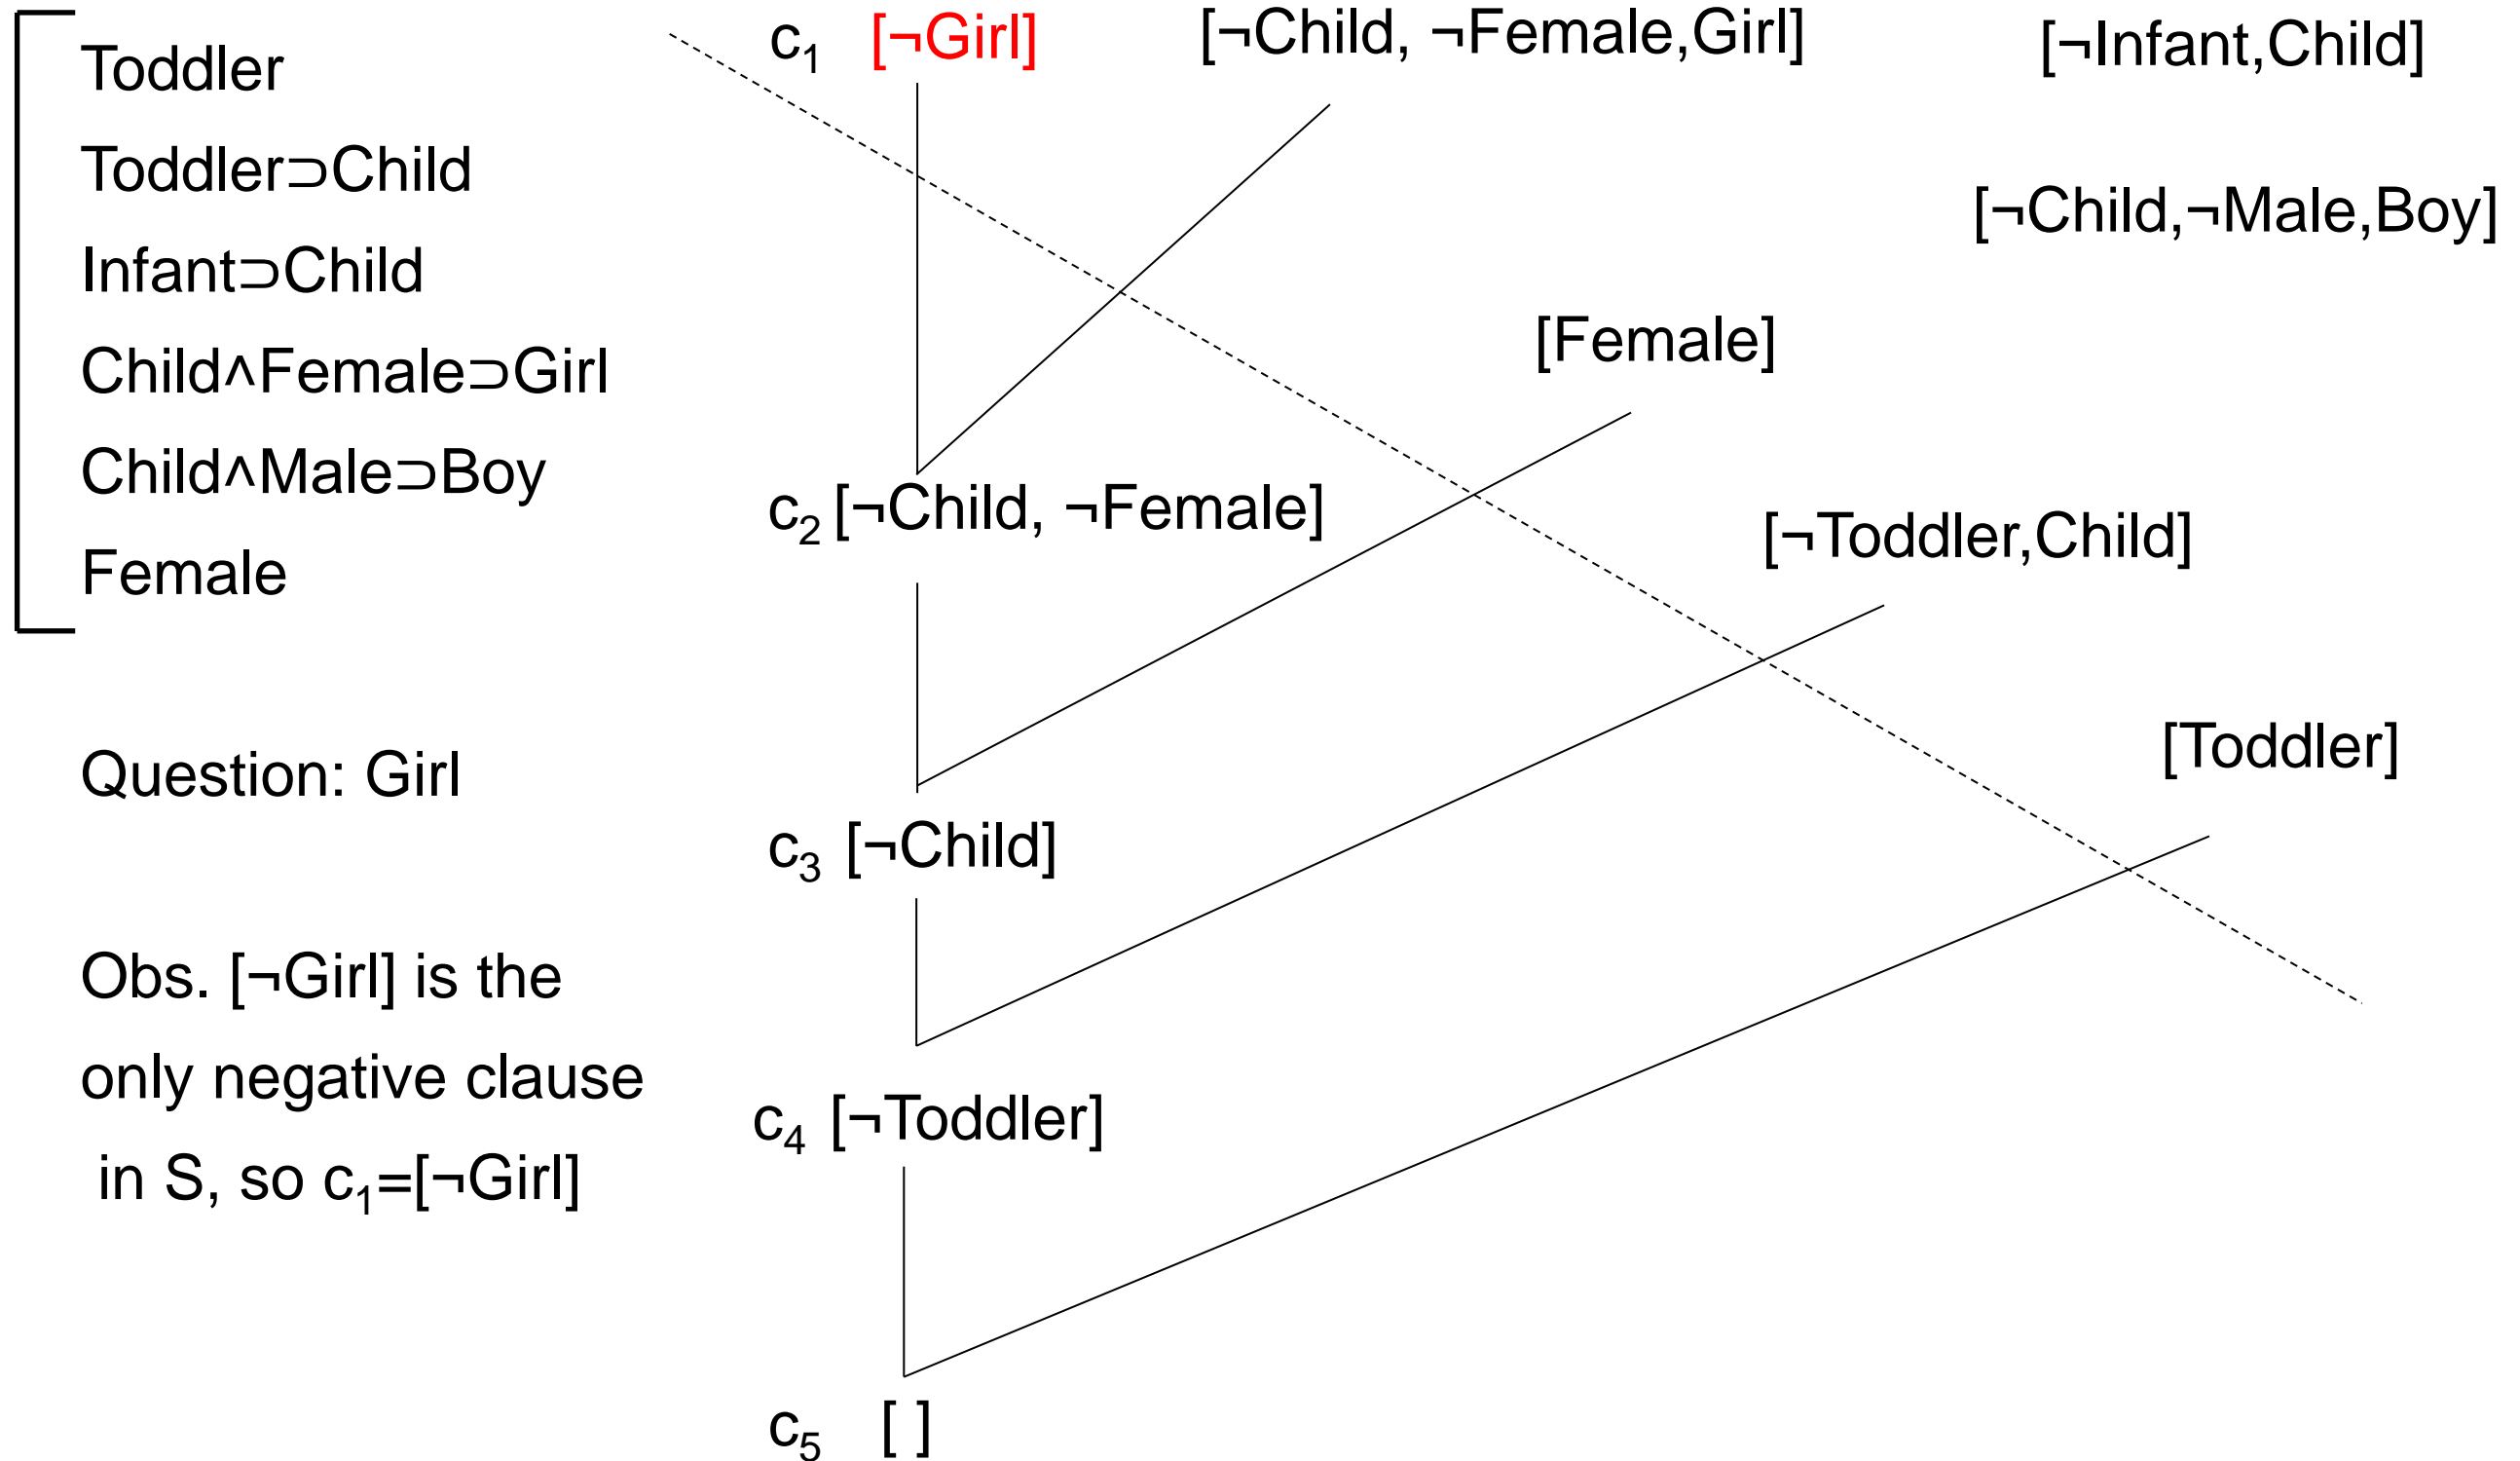 Toddler
Toddler⊃Child
Infant⊃Child
Child˄Female⊃Girl
Child˄Male⊃Boy
Female
Question: Girl
Obs. [¬Girl] is the
only negative clause
in S, so c₁=[¬Girl]
c₁ [¬Girl]
[¬Child, ¬Female,Girl]
[¬Infant,Child]
[¬Child,¬Male,Boy]
[Female]
c₂ [¬Child, ¬Female]
[¬Toddler,Child]
[Toddler]
c₃ [¬Child]
c₄ [¬Toddler]
c₅ [ ]